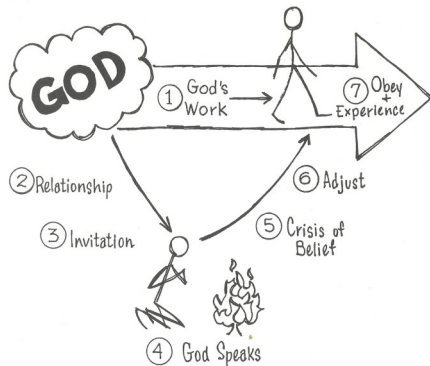 GOD
① God's
Work
② Relationship
③ Invitation
④ God Speaks
⑤ Crisis of
Belief
⑥ Adjust
⑦ Obey
+
Experience